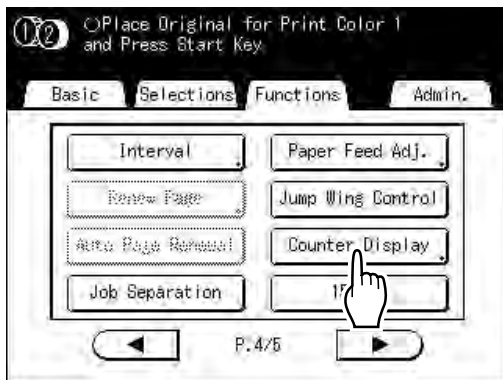 ①② ○Place Original for Print Color 1
and Press Start Key
Basic Selections Functions Admin.
Interval Paper Feed Adj.
Renew Page Jump Wing Control
Auto Page Renewal Counter Display
Job Separation
P.4/5